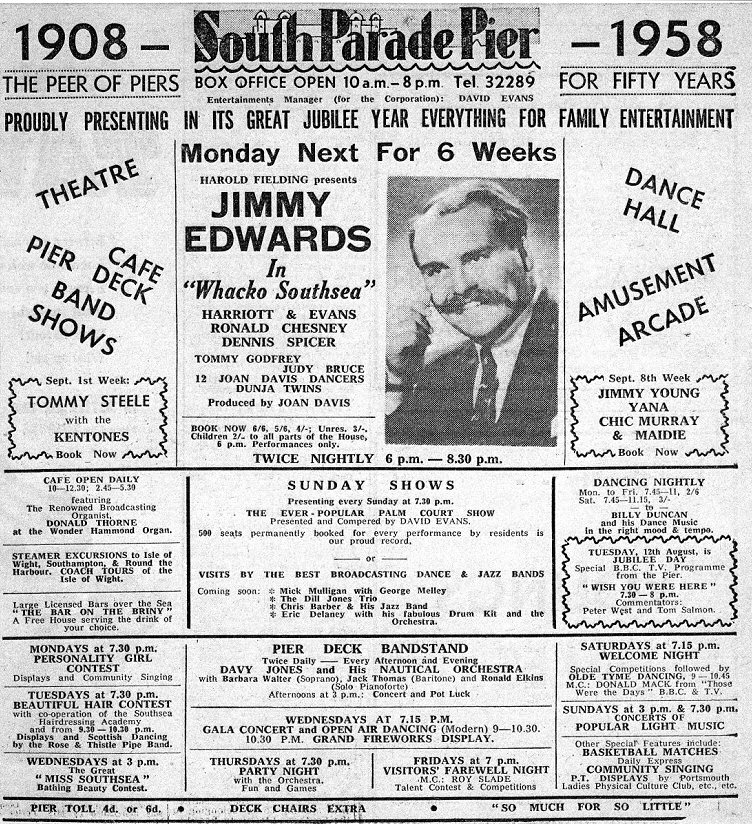 1908 –
South Parade Pier
– 1958
THE PEER OF PIERS
BOX OFFICE OPEN 10 a.m.–8 p.m. Tel. 32289
FOR FIFTY YEARS
Entertainments Manager (for the Corporation): DAVID EVANS
PROUDLY PRESENTING IN ITS GREAT JUBILEE YEAR EVERYTHING FOR FAMILY ENTERTAINMENT
THEATRE
CAFE
PIER DECK
BAND
SHOWS
Sept. 1st Week:
TOMMY STEELE
with the
KENTONES
Book Now
Monday Next For 6 Weeks
HAROLD FIELDING presents
JIMMY
EDWARDS
In
"Whacko Southsea"
HARRIOTT & EVANS
RONALD CHESNEY
DENNIS SPICER
TOMMY GODFREY
JUDY BRUCE
12 JOAN DAVIS DANCERS
DUNJA TWINS
Produced by JOAN DAVIS
BOOK NOW 6/6, 5/6, 4/-; Unres. 3/-.
Children 2/- to all parts of the House,
6 p.m. Performances only.
TWICE NIGHTLY 6 p.m. — 8.30 p.m.
DANCE
HALL
AMUSEMENT
ARCADE
Sept. 8th Week
JIMMY YOUNG
YANA
CHIC MURRAY
& MAIDIE
Book Now
CAFE OPEN DAILY
10—12.30; 2.45—5.30
featuring
The Renowned Broadcasting
Organist,
DONALD THORNE
at the Wonder Hammond Organ.
STEAMER EXCURSIONS to Isle of
Wight, Southampton, & Round the
Harbour. COACH TOURS of the
Isle of Wight.
Large Licensed Bars over the Sea
"THE BAR ON THE BRINY"
A Free House serving the drink of
your choice.
SUNDAY SHOWS
Presenting every Sunday at 7.30 p.m.
THE EVER-POPULAR PALM COURT SHOW
Presented and Compered by DAVID EVANS.
500 seats permanently booked for every performance by residents is
our proud record,
— or —
VISITS BY THE BEST BROADCASTING DANCE & JAZZ BANDS
Coming soon: * Mick Mulligan with George Melley
* The Dill Jones Trio
* Chris Barber & His Jazz Band
* Eric Delaney with his Fabulous Drum Kit and the
Orchestra.
DANCING NIGHTLY
Mon. to Fri. 7.45—11, 2/6
Sat. 7.45—11.15, 3/-
— to —
BILLY DUNCAN
and his Dance Music
in the right mood & tempo.
TUESDAY, 12th August, is
JUBILEE DAY
Special B.B.C. T.V. Programme
from the Pier.
"WISH YOU WERE HERE"
7.30 — 8 p.m.
Commentators:
Peter West and Tom Salmon.
MONDAYS at 7.30 p.m.
PERSONALITY GIRL
CONTEST
Displays and Community Singing
TUESDAYS at 7.30 p.m.
BEAUTIFUL HAIR CONTEST
with co-operation of the Southsea
Hairdressing Academy
and from 9.30 — 10.30 p.m.
Displays and Scottish Dancing
by the Rose & Thistle Pipe Band.
WEDNESDAYS at 3 p.m.
The Great
"MISS SOUTHSEA"
Bathing Beauty Contest.
PIER DECK BANDSTAND
Twice Daily — Every Afternoon and Evening
DAVY JONES and His NAUTICAL ORCHESTRA
with Barbara Walter (Soprano), Jack Thomas (Baritone) and Ronald Elkins
(Solo Pianoforte)
Afternoons at 3 p.m.: Concert and Pot Luck
WEDNESDAYS AT 7.15 P.M.
GALA CONCERT and OPEN AIR DANCING (Modern) 9—10.30.
10.30 P.M. GRAND FIREWORKS DISPLAY.
THURSDAYS at 7.30 p.m.
PARTY NIGHT
with the Orchestra.
Fun and Games
FRIDAYS at 7 p.m.
VISITORS' FAREWELL NIGHT
M.C.: ROY SLADE
Talent Contest & Competitions
SATURDAYS at 7.15 p.m.
WELCOME NIGHT
Special Competitions followed by
OLDE TYME DANCING, 9 — 10.45
M.C.: DONALD MACK from "Those
Were the Days" B.B.C. & T.V.
SUNDAYS at 3 p.m. & 7.30 p.m.
CONCERTS OF
POPULAR LIGHT MUSIC
Other Special Features include:
BASKETBALL MATCHES
Daily Express
COMMUNITY SINGING
P.T. DISPLAYS by Portsmouth
Ladies Physical Culture Club, etc., etc.
PIER TOLL 4d. or 6d. • DECK CHAIRS EXTRA • "SO MUCH FOR SO LITTLE"